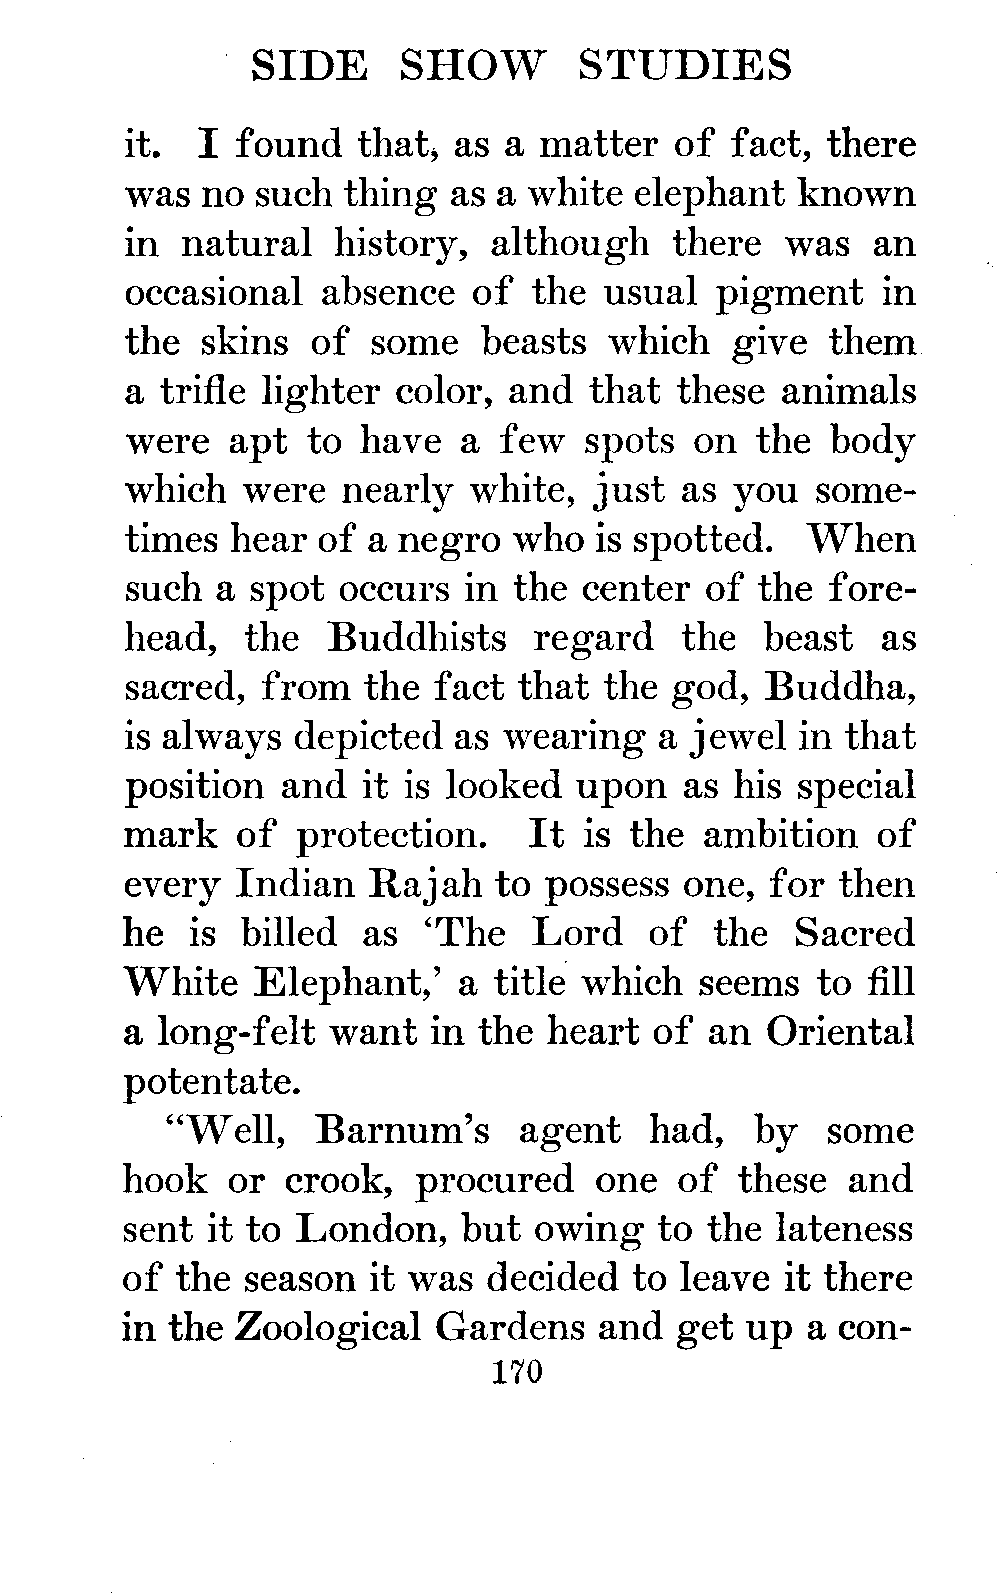 SIDE SHOW STUDIES
it. I found that, as a matter of fact, there
was no such thing as a white elephant known
in natural history, although there was an
occasional absence of the usual pigment in
the skins of some beasts which give them
a trifle lighter color, and that these animals
were apt to have a few spots on the body
which were nearly white, just as you some-
times hear of a negro who is spotted. When
such a spot occurs in the center of the fore-
head, the Buddhists regard the beast as
sacred, from the fact that the god, Buddha,
is always depicted as wearing a jewel in that
position and it is looked upon as his special
mark of protection. It is the ambition of
every Indian Rajah to possess one, for then
he is billed as ‘The Lord of the Sacred
White Elephant,’ a title which seems to fill
a long-felt want in the heart of an Oriental
potentate.
“Well, Barnum’s agent had, by some
hook or crook, procured one of these and
sent it to London, but owing to the lateness
of the season it was decided to leave it there
in the Zoological Gardens and get up a con-
170